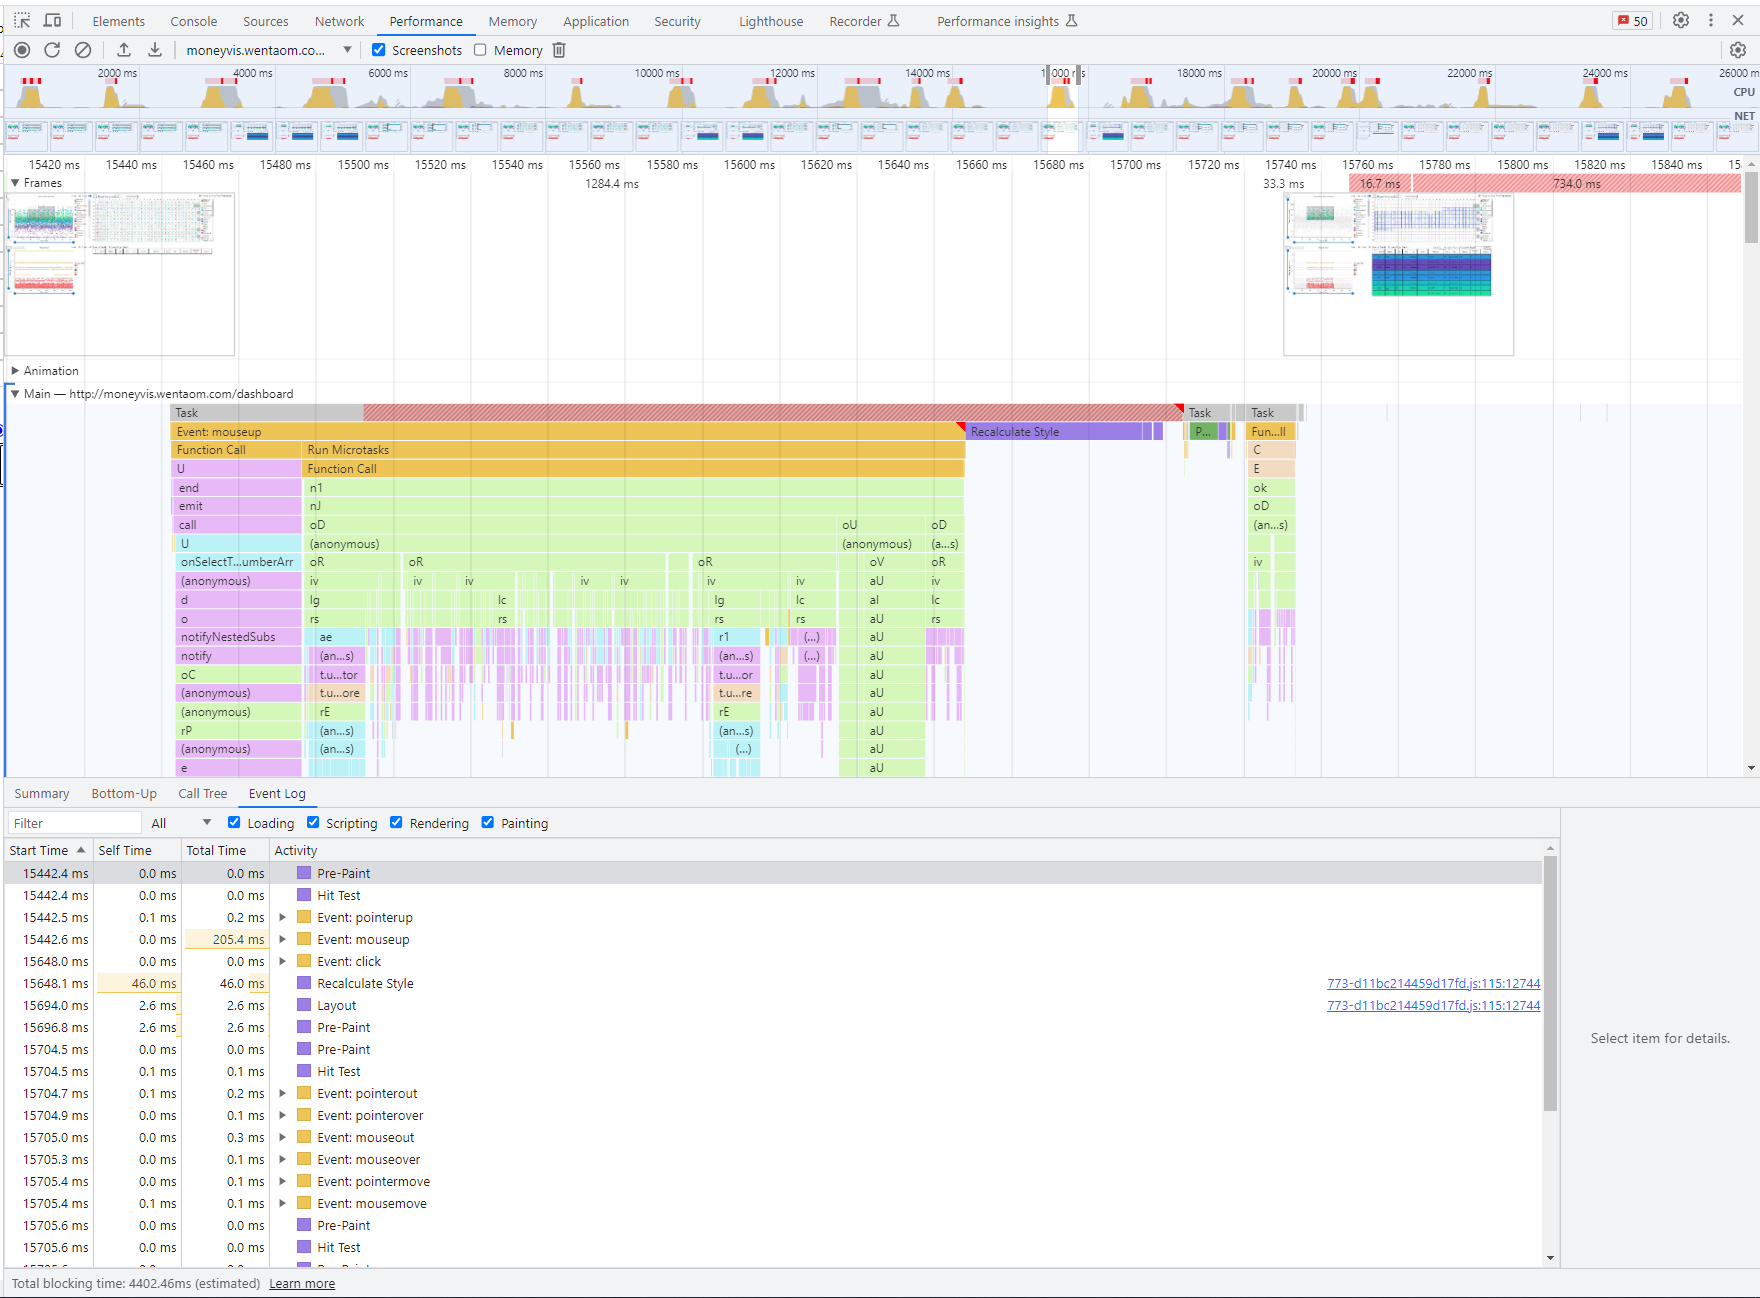 Elements Console Sources Network Performance Memory Application Security Lighthouse Recorder Performance insights 50
moneyvis.wentaom.co... Screenshots Memory
2000 ms 4000 ms 6000 ms 8000 ms 10000 ms 12000 ms 14000 ms 18000 ms 20000 ms 22000 ms 24000 ms 26000 m
CPU
NET
15420 ms 15440 ms 15460 ms 15480 ms 15500 ms 15520 ms 15540 ms 15560 ms 15580 ms 15600 ms 15620 ms 15640 ms 15660 ms 15680 ms 15700 ms 15720 ms 15740 ms 15760 ms 15780 ms 15800 ms 15820 ms 15840 ms 15
Frames 1284.4 ms 33.3 ms 16.7 ms 734.0 ms
Animation
Main — http://moneyvis.wentaom.com/dashboard
Task Task Task
Event: mouseup Recalculate Style P... Fun...ll
Function Call Run Microtasks C
U Function Call E
end n1 ok
emit nJ oD
call oD oU oD (an...s)
U (anonymous) (anonymous) (a...s)
onSelectT...umberArr oR oR oR oV oR iv
(anonymous) iv iv iv iv iv iv iv aU iv
d lg lc lg lc al lc
o rs rs rs rs aU rs
notifyNestedSubs ae r1 (...) aU
notify (an...s) (an...s) (...) aU
oC t.u...tor t.u...or aU
(anonymous) t.u...ore t.u...re aU
(anonymous) rE rE aU
rP (an...s) (an...s) aU
(anonymous) (an...s) (...) aU
e aU
Summary Bottom-Up Call Tree Event Log
Filter All Loading Scripting Rendering Painting
Start Time Self Time Total Time Activity
15442.4 ms 0.0 ms 0.0 ms Pre-Paint
15442.4 ms 0.0 ms 0.0 ms Hit Test
15442.5 ms 0.1 ms 0.2 ms Event: pointerup
15442.6 ms 0.0 ms 205.4 ms Event: mouseup
15648.0 ms 0.0 ms 0.0 ms Event: click
15648.1 ms 46.0 ms 46.0 ms Recalculate Style 773-d11bc214459d17fd.js:115:12744
15694.0 ms 2.6 ms 2.6 ms Layout 773-d11bc214459d17fd.js:115:12744
15696.8 ms 2.6 ms 2.6 ms Pre-Paint
15704.5 ms 0.0 ms 0.0 ms Pre-Paint
15704.5 ms 0.1 ms 0.1 ms Hit Test
15704.7 ms 0.1 ms 0.2 ms Event: pointerout
15704.9 ms 0.0 ms 0.1 ms Event: pointerover
15705.0 ms 0.0 ms 0.3 ms Event: mouseout
15705.3 ms 0.0 ms 0.1 ms Event: mouseover
15705.4 ms 0.0 ms 0.1 ms Event: pointermove
15705.4 ms 0.1 ms 0.1 ms Event: mousemove
15705.6 ms 0.0 ms 0.0 ms Pre-Paint
15705.6 ms 0.0 ms 0.0 ms Hit Test
Select item for details.
Total blocking time: 4402.46ms (estimated) Learn more